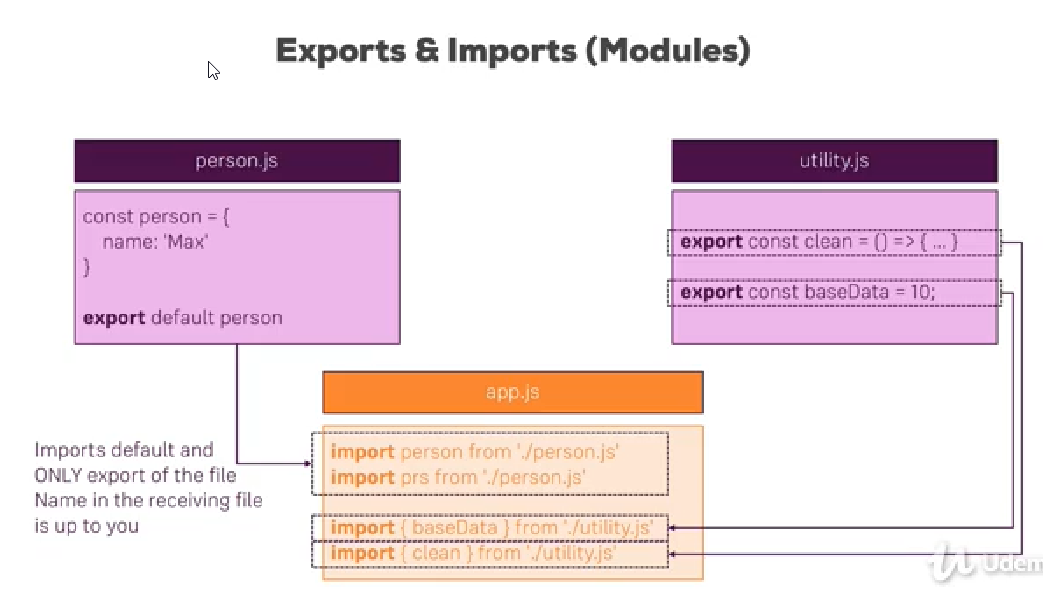 Exports & Imports (Modules)
person.js
const person = {
name: 'Max'
}
export default person
utility.js
export const clean = () => { ... }
export const baseData = 10;
app.js
import person from './person.js'
import prs from './person.js'
import { baseData } from './utility.js'
import { clean } from './utility.js'
Imports default and
ONLY export of the file
Name in the receiving file
is up to you
Udem